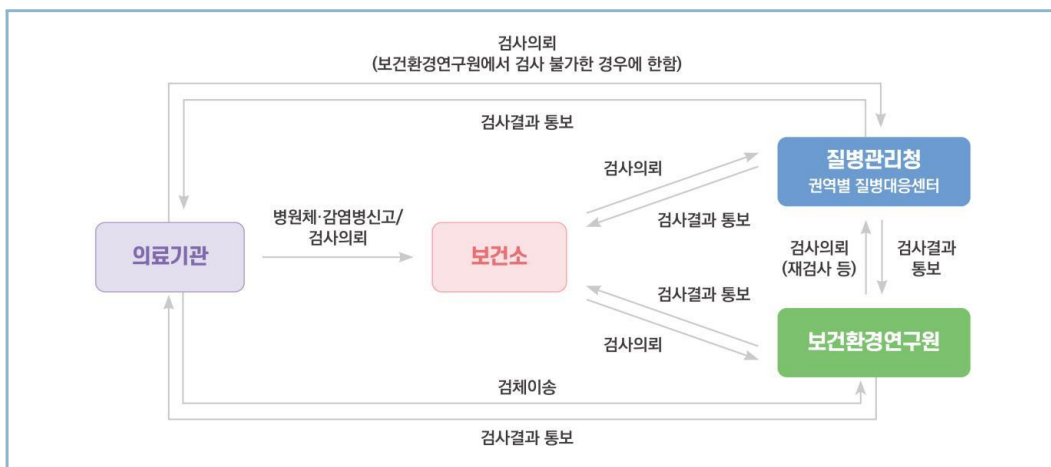 검사의뢰
(보건환경연구원에서 검사 불가한 경우에 한함)
검사결과 통보
질병관리청
권역별 질병대응센터
검사의뢰
병원체·감염병신고/
검사의뢰
검사결과 통보
의료기관
보건소
검사의뢰
(재검사 등)
검사결과
통보
검사결과 통보
보건환경연구원
검사의뢰
검체이송
검사결과 통보